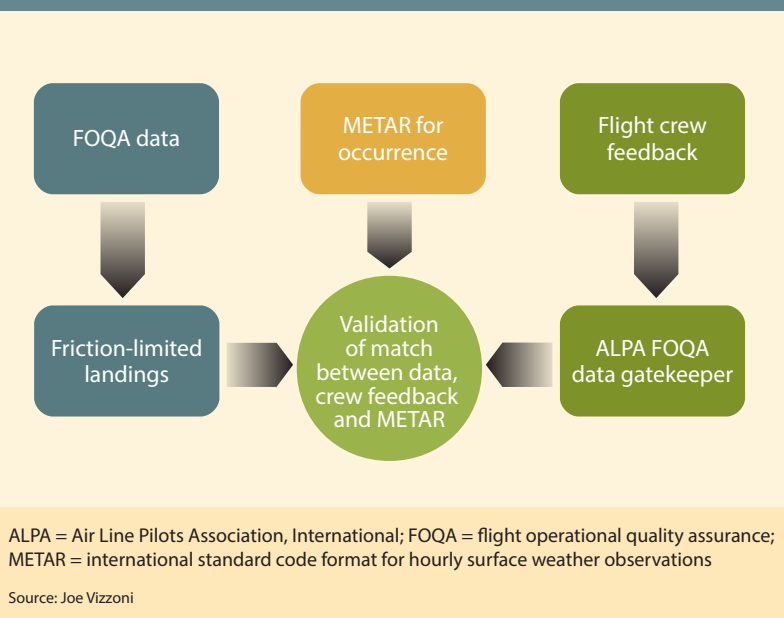 FOQA data
METAR for
occurrence
Flight crew
feedback
Friction-limited
landings
Validation
of match
between data,
crew feedback
and METAR
ALPA FOQA
data gatekeeper
ALPA = Air Line Pilots Association, International; FOQA = flight operational quality assurance;
METAR = international standard code format for hourly surface weather observations
Source: Joe Vizzoni